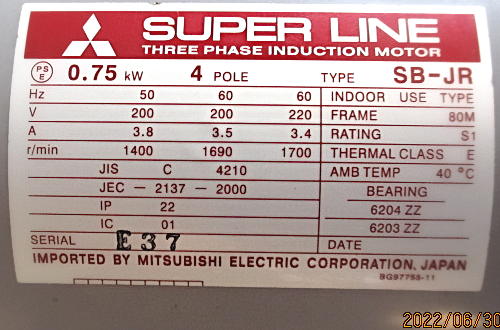 SUPER LINE
THREE PHASE INDUCTION MOTOR
PS E 0.75 kW 4 POLE TYPE SB-JR
Hz 50 60 60 INDOOR USE TYPE
V 200 200 220 FRAME 80M
A 3.8 3.5 3.4 RATING S1
r/min 1400 1690 1700 THERMAL CLASS E
JIS C 4210 AMB TEMP 40 °C
JEC - 2137 - 2000 BEARING
IP 22 6204 ZZ
IC 01 6203 ZZ
SERIAL E37 DATE
IMPORTED BY MITSUBISHI ELECTRIC CORPORATION, JAPAN
BG97753-11
2022/06/30